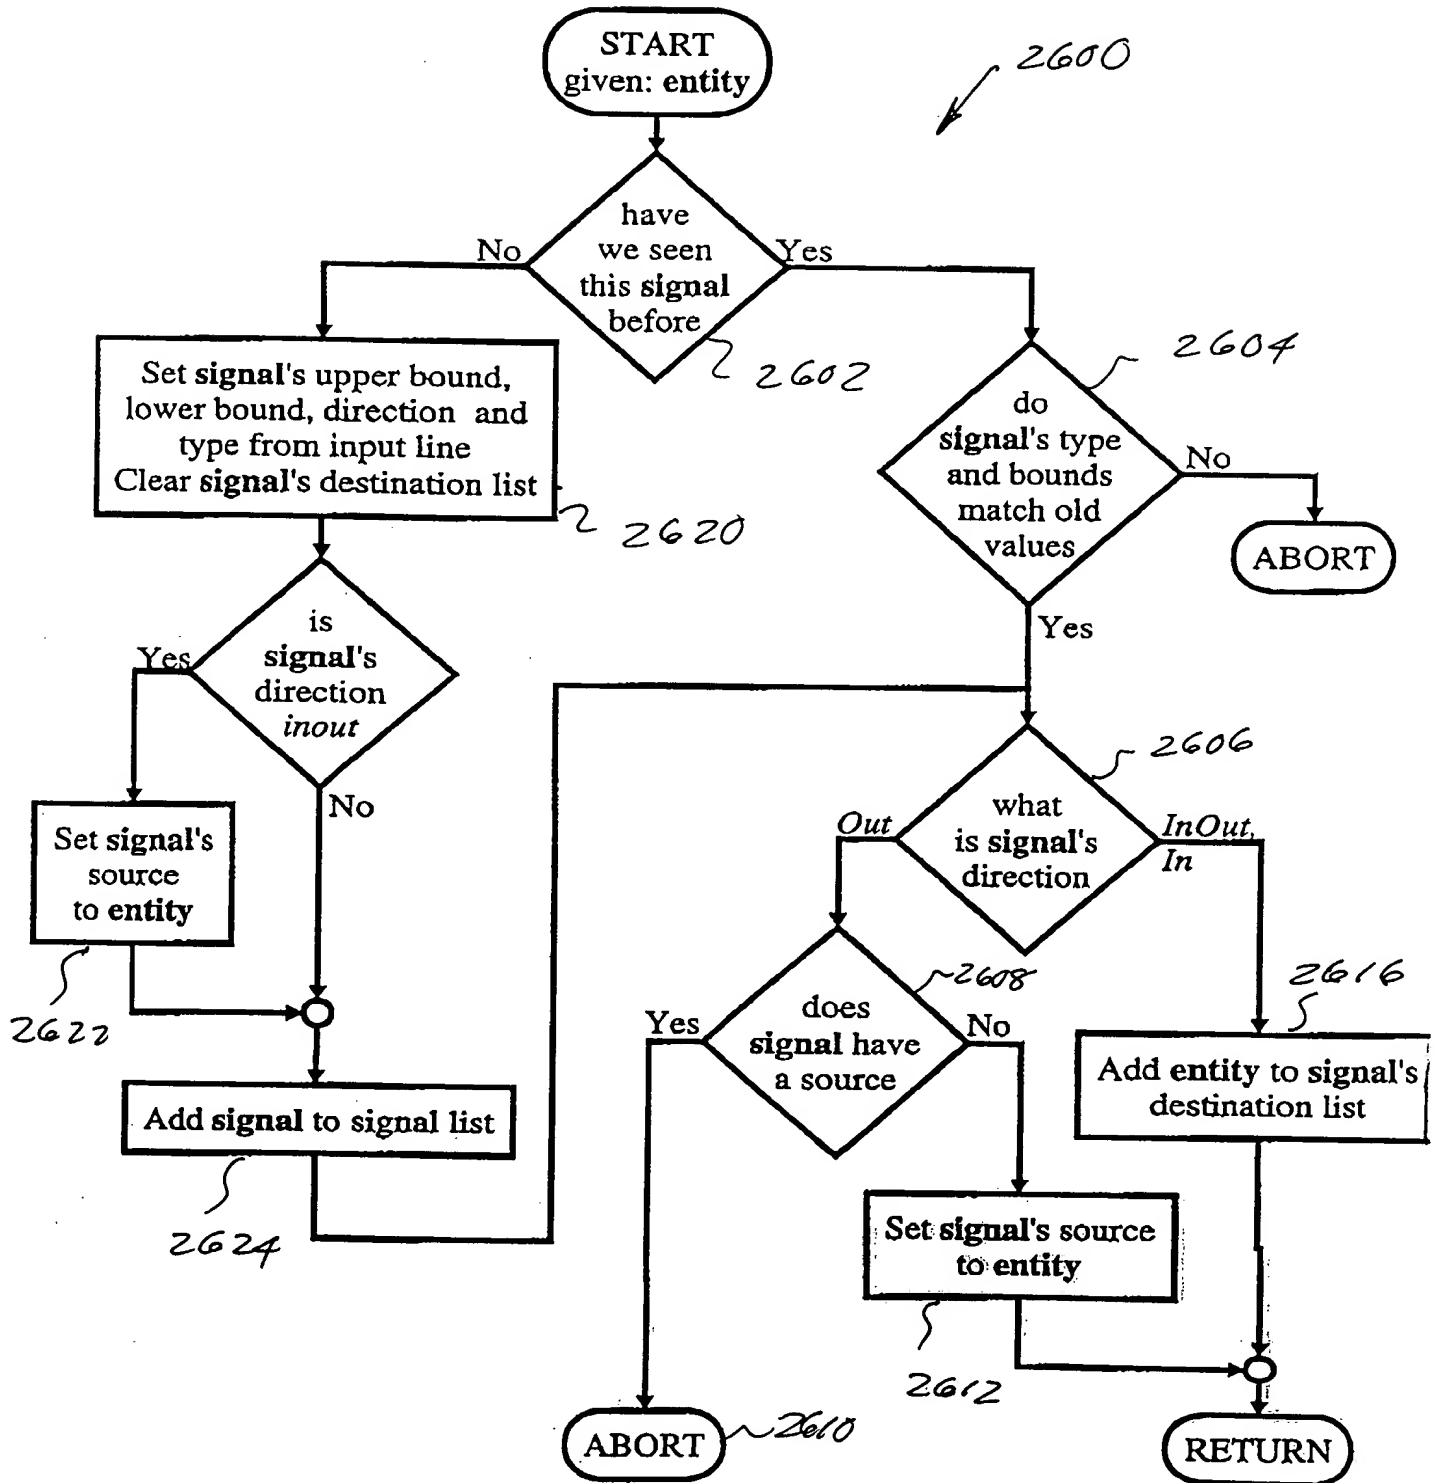 START
given: entity
2600
have
we seen
this signal
before
No
Yes
2602
Set signal's upper bound,
lower bound, direction and
type from input line
Clear signal's destination list
2620
2604
do
signal's type
and bounds
match old
values
No
ABORT
Yes
is
signal's
direction
inout
Yes
No
Set signal's
source
to entity
2622
Add signal to signal list
2624
2606
what
is signal's
direction
Out
InOut,
In
2608
does
signal have
a source
Yes
No
2616
Add entity to signal's
destination list
Set signal's source
to entity
2612
ABORT
2610
RETURN